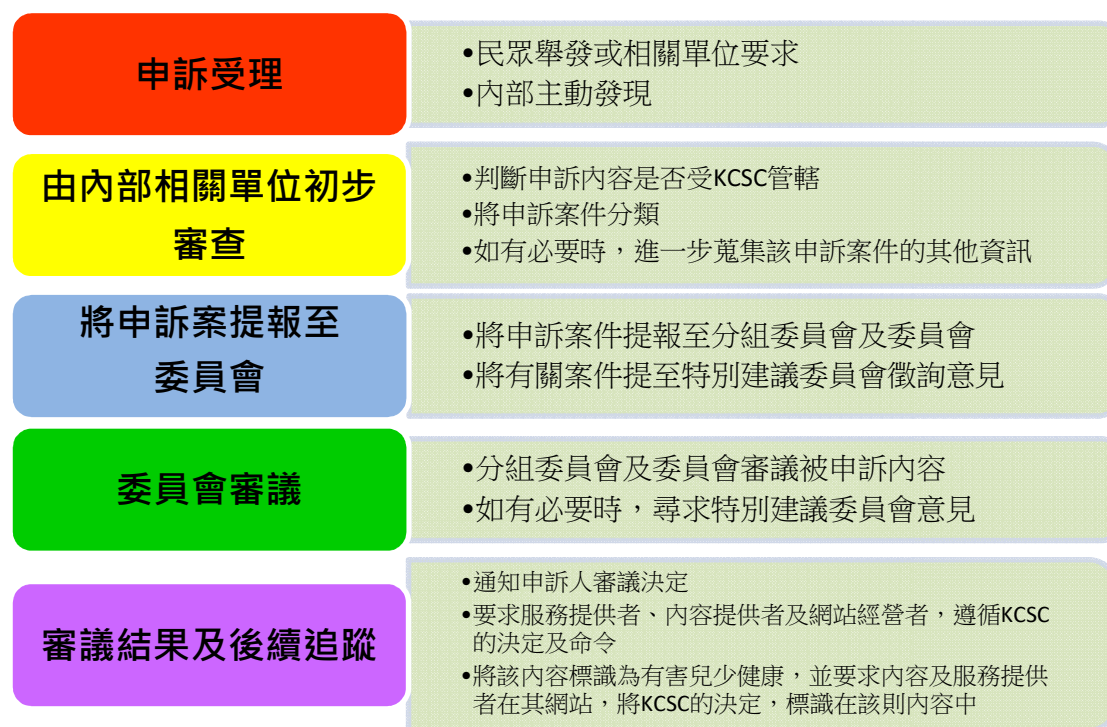 申訴受理
•民眾舉發或相關單位要求
•內部主動發現
由內部相關單位初步
審查
•判斷申訴內容是否受KCSC管轄
•將申訴案件分類
•如有必要時，進一步蒐集該申訴案件的其他資訊
將申訴案提報至
委員會
•將申訴案件提報至分組委員會及委員會
•將有關案件提至特別建議委員會徵詢意見
委員會審議
•分組委員會及委員會審議被申訴內容
•如有必要時，尋求特別建議委員會意見
審議結果及後續追蹤
•通知申訴人審議決定
•要求服務提供者、內容提供者及網站經營者，遵循KCSC
的決定及命令
•將該內容標識為有害兒少健康，並要求內容及服務提供
者在其網站，將KCSC的決定，標識在該則內容中